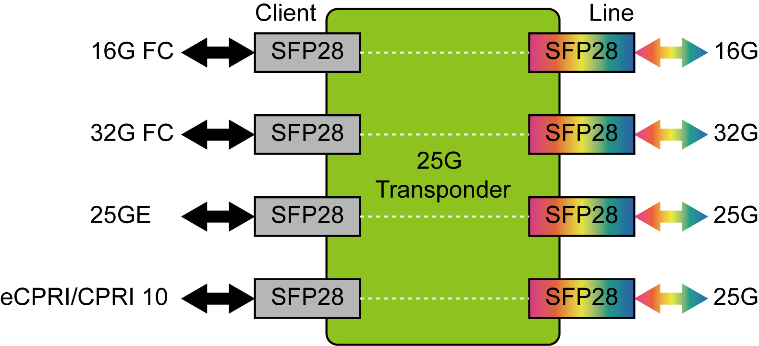 Client Line
16G FC SFP28 SFP28 16G
32G FC SFP28 SFP28 32G
25G
Transponder
25GE SFP28 SFP28 25G
eCPRI/CPRI 10 SFP28 SFP28 25G